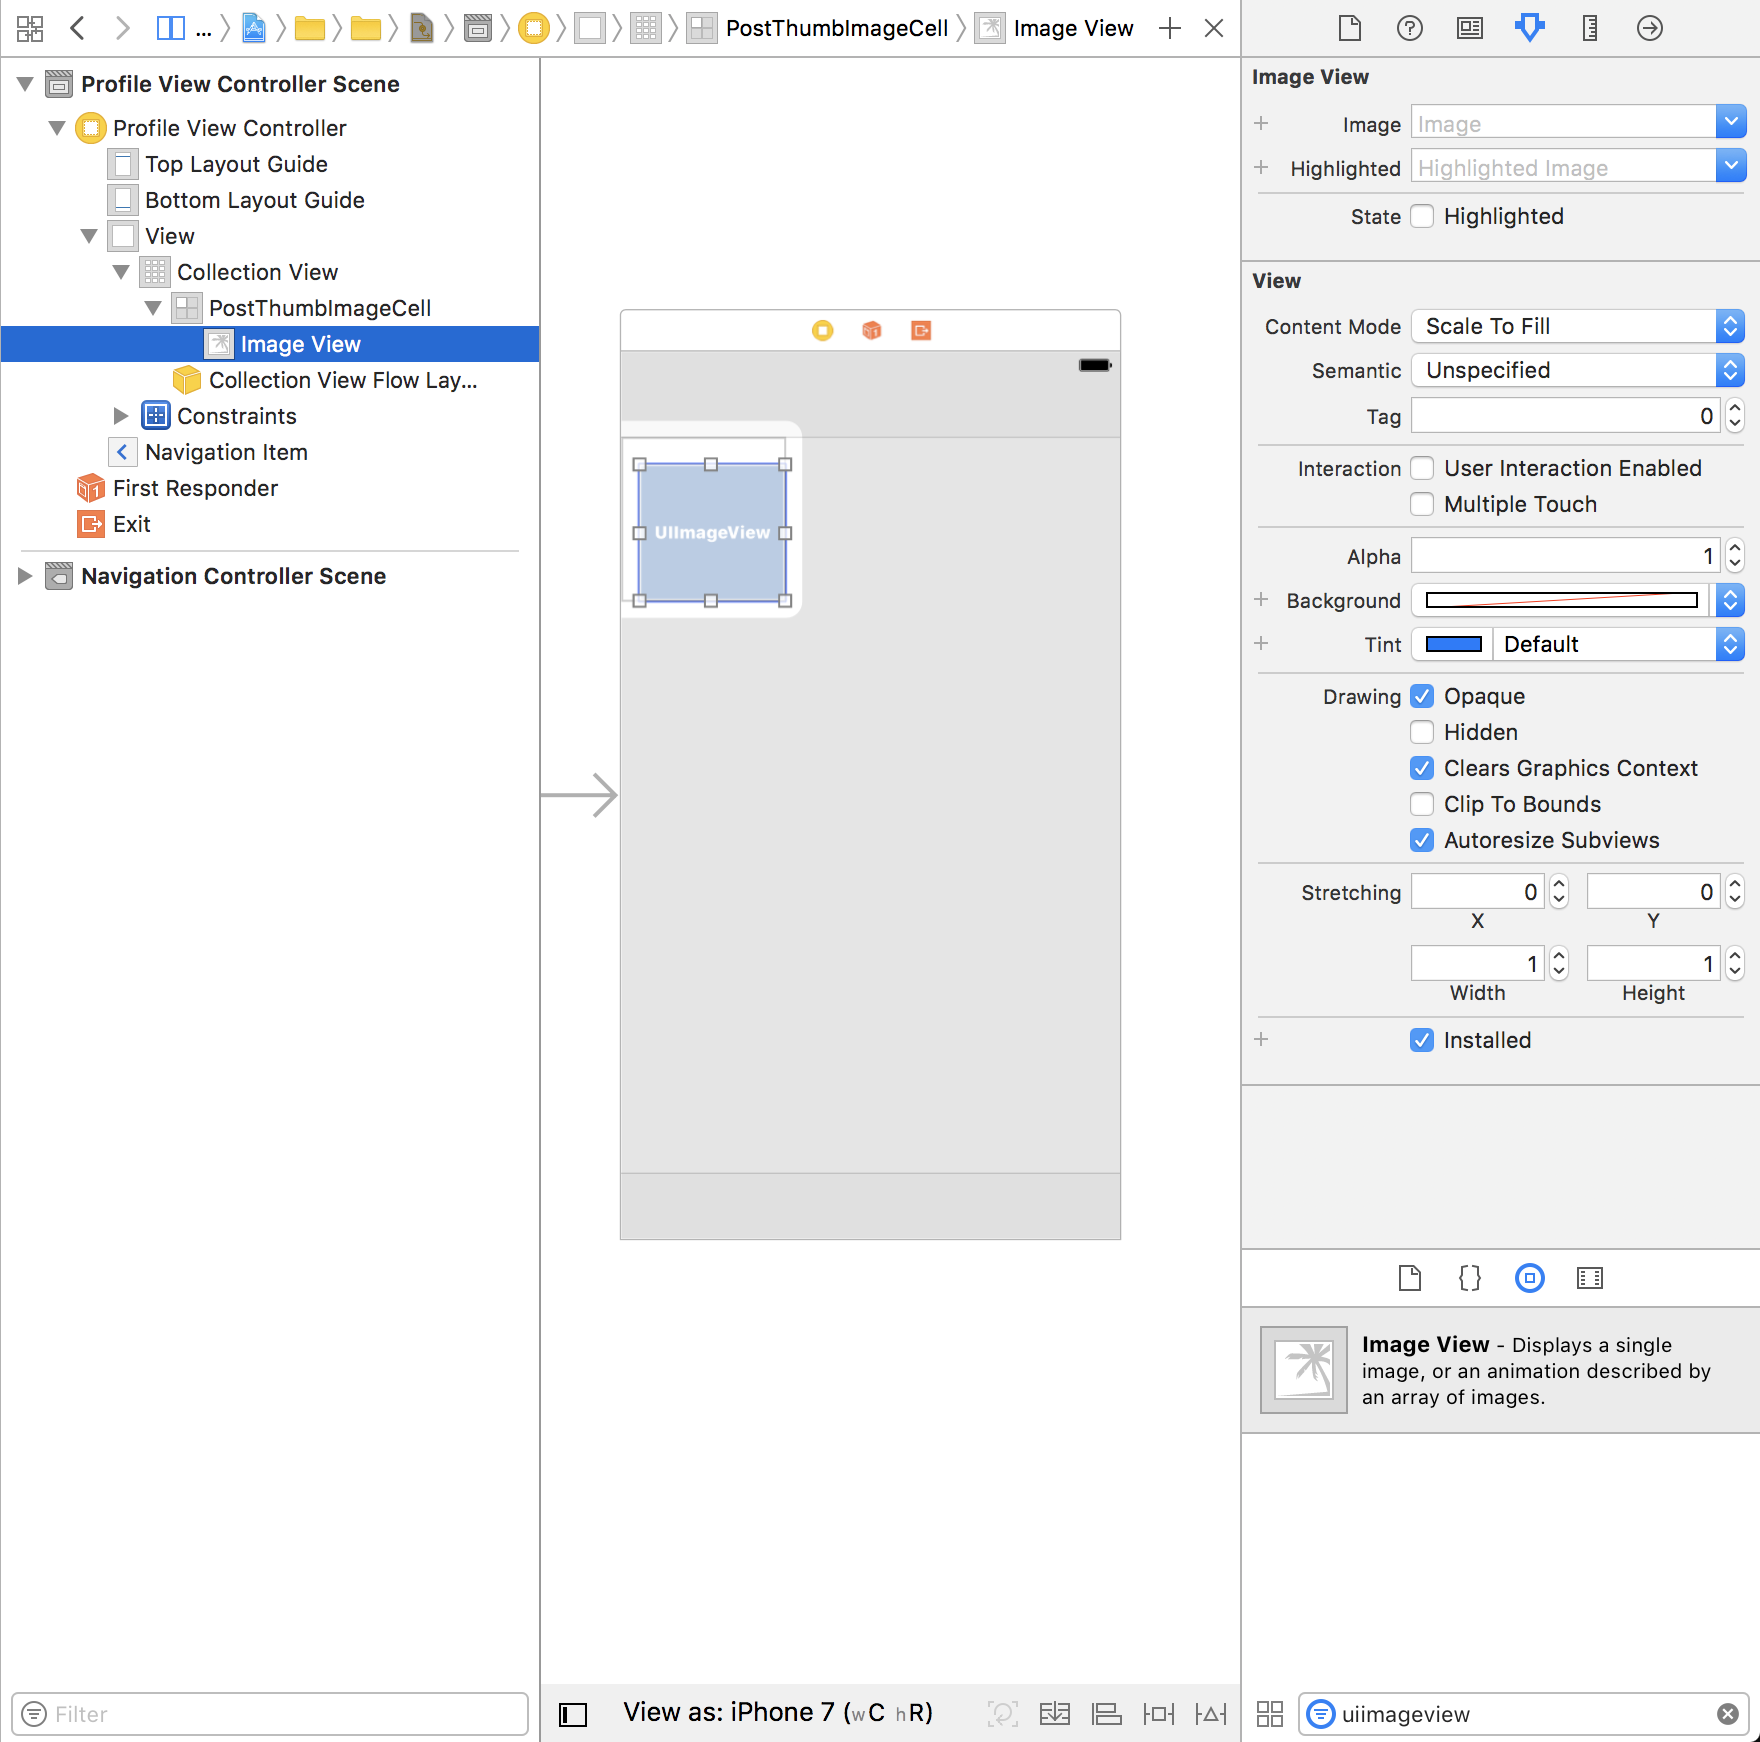 ... PostThumbImageCell Image View
Profile View Controller Scene
Profile View Controller
Top Layout Guide
Bottom Layout Guide
View
Collection View
PostThumbImageCell
Image View
Collection View Flow Lay...
Constraints
Navigation Item
First Responder
Exit
Navigation Controller Scene
Filter
UIImageView
View as: iPhone 7 (wC hR)
Image View
Image Image
Highlighted Highlighted Image
State Highlighted
View
Content Mode Scale To Fill
Semantic Unspecified
Tag 0
Interaction User Interaction Enabled
Multiple Touch
Alpha 1
Background
Tint Default
Drawing Opaque
Hidden
Clears Graphics Context
Clip To Bounds
Autoresize Subviews
Stretching 0 0
X Y
1 1
Width Height
Installed
Image View - Displays a single
image, or an animation described by
an array of images.
uiimageview